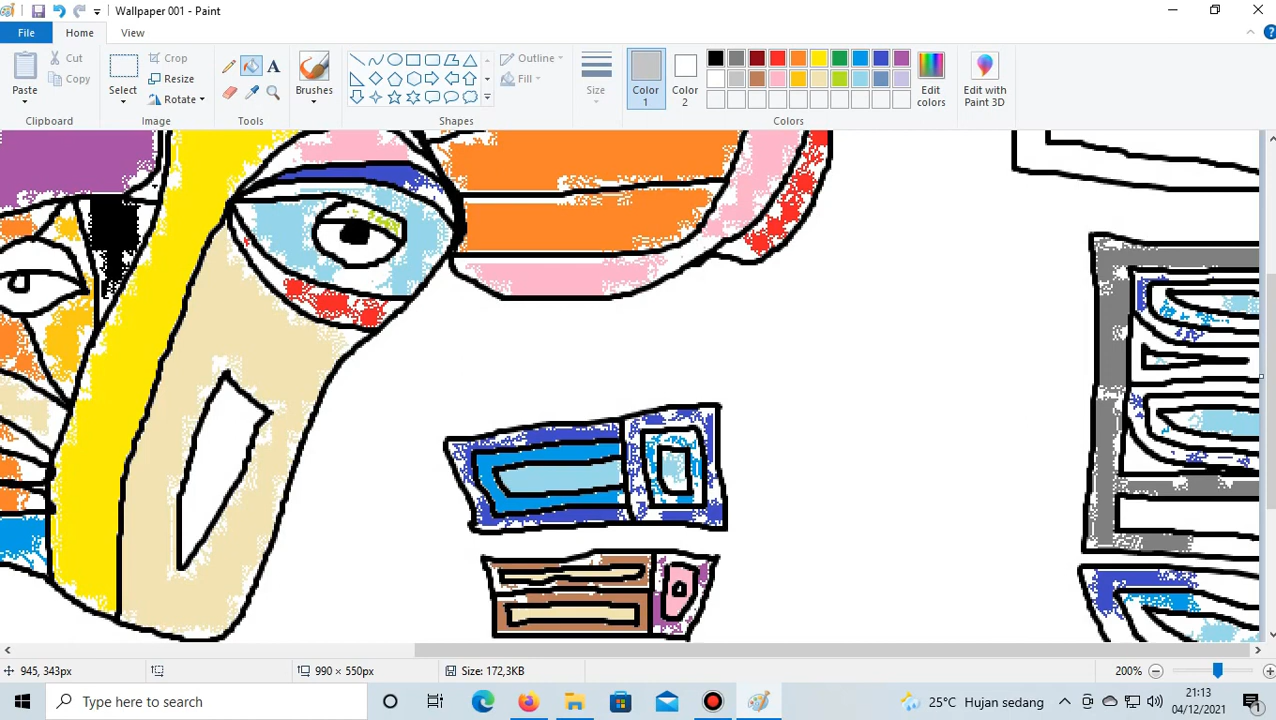 Wallpaper 001 - Paint
File Home View
Paste
Cut
Copy
Clipboard
Select
Crop
Resize
Rotate
Image
A
Tools
Brushes
Outline
Fill
Shapes
Size
Color
1
Color
2
Edit
colors
Colors
Edit with
Paint 3D
945, 343px 990 × 550px Size: 172,3KB 200%
Type here to search
25°C Hujan sedang
21:13
04/12/2021
1